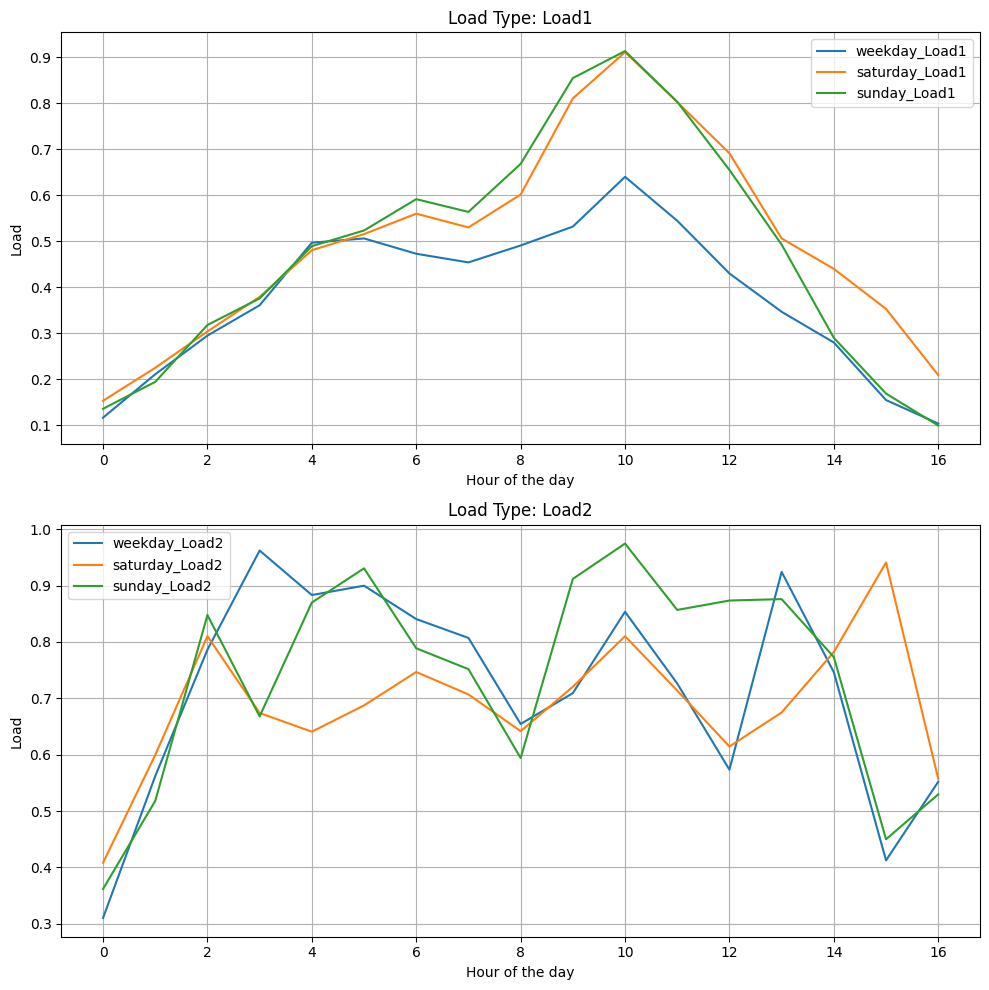 Load Type: Load1
weekday_Load1
saturday_Load1
sunday_Load1
Load
0.9
0.8
0.7
0.6
0.5
0.4
0.3
0.2
0.1
0 2 4 6 8 10 12 14 16
Hour of the day
Load Type: Load2
weekday_Load2
saturday_Load2
sunday_Load2
Load
1.0
0.9
0.8
0.7
0.6
0.5
0.4
0.3
0 2 4 6 8 10 12 14 16
Hour of the day